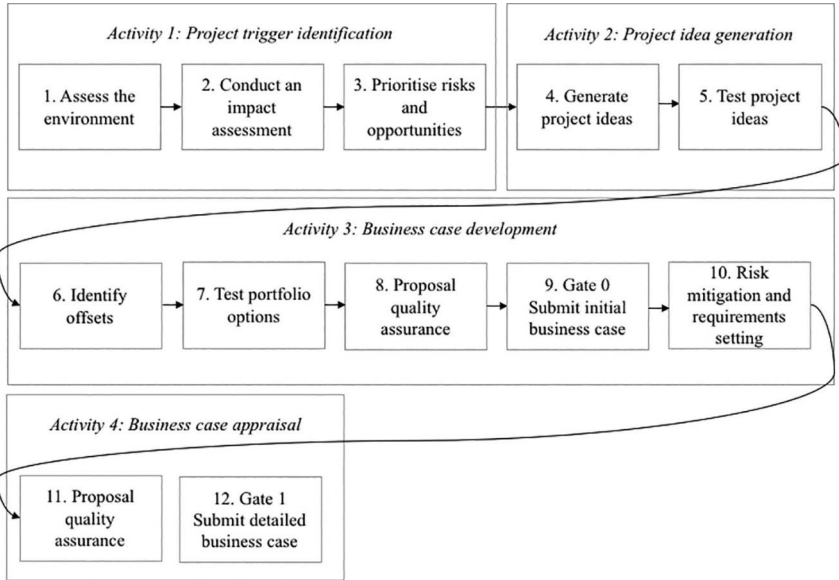 Activity 1: Project trigger identification
1. Assess the
environment
2. Conduct an
impact
assessment
3. Prioritise risks
and
opportunities
Activity 2: Project idea generation
4. Generate
project ideas
5. Test project
ideas
Activity 3: Business case development
6. Identify
offsets
7. Test portfolio
options
8. Proposal
quality
assurance
9. Gate 0
Submit initial
business case
10. Risk
mitigation and
requirements
setting
Activity 4: Business case appraisal
11. Proposal
quality
assurance
12. Gate 1
Submit detailed
business case